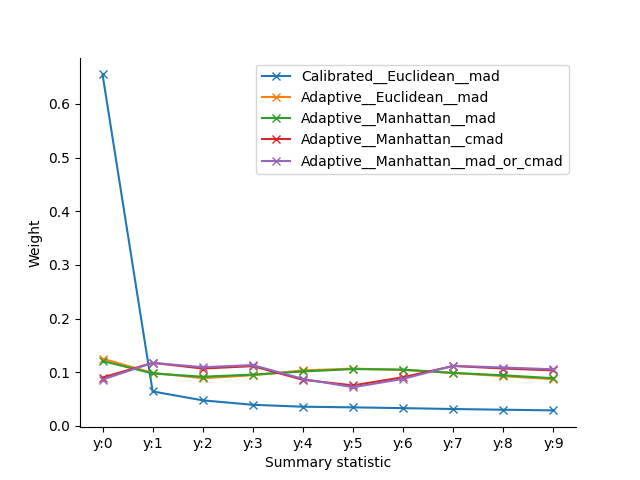 Calibrated__Euclidean__mad
Adaptive__Euclidean__mad
Adaptive__Manhattan__mad
Adaptive__Manhattan__cmad
Adaptive__Manhattan__mad_or_cmad
Weight
0.6
0.5
0.4
0.3
0.2
0.1
0.0
y:0 y:1 y:2 y:3 y:4 y:5 y:6 y:7 y:8 y:9
Summary statistic